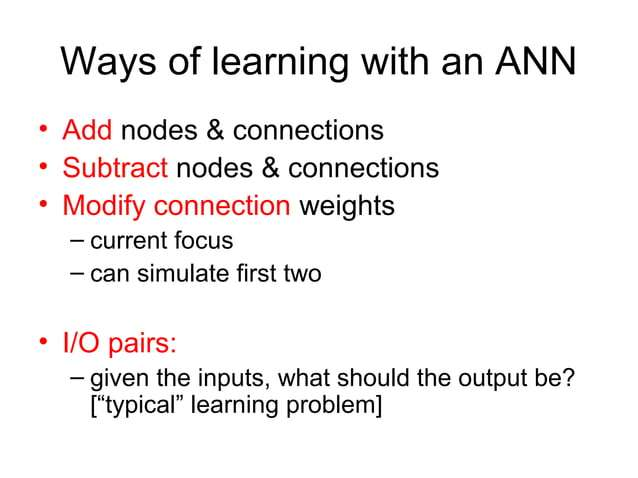 Ways of learning with an ANN
• Add nodes & connections
• Subtract nodes & connections
• Modify connection weights
– current focus
– can simulate first two
• I/O pairs:
– given the inputs, what should the output be?
[“typical” learning problem]